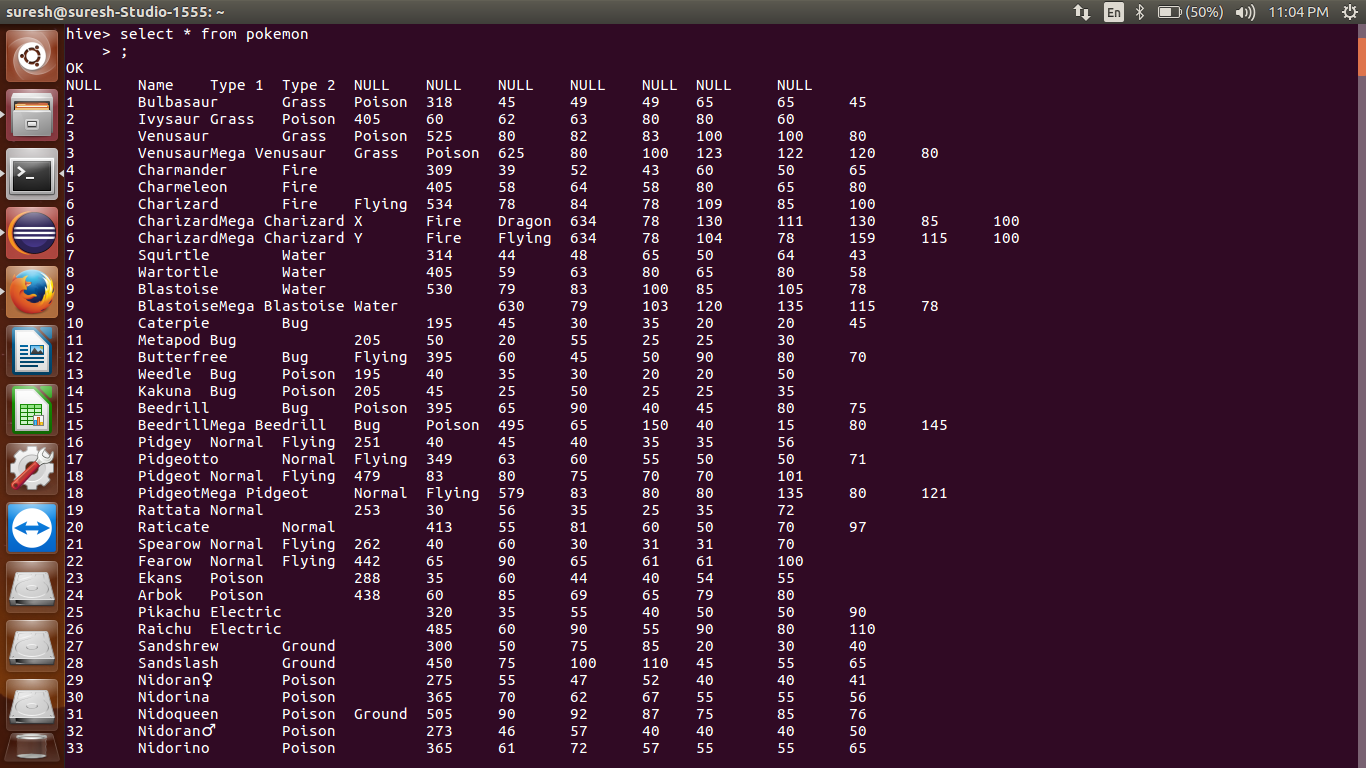 suresh@suresh-Studio-1555: ~ En (50%) 11:04 PM
hive> select * from pokemon
    > ;
OK
NULL	Name	Type 1	Type 2	NULL	NULL	NULL	NULL	NULL	NULL	NULL
1	Bulbasaur	Grass	Poison	318	45	49	49	65	65	45
2	Ivysaur	Grass	Poison	405	60	62	63	80	80	60
3	Venusaur	Grass	Poison	525	80	82	83	100	100	80
3	VenusaurMega Venusaur	Grass	Poison	625	80	100	123	122	120	80
4	Charmander	Fire		309	39	52	43	60	50	65
5	Charmeleon	Fire		405	58	64	58	80	65	80
6	Charizard	Fire	Flying	534	78	84	78	109	85	100
6	CharizardMega Charizard X	Fire	Dragon	634	78	130	111	130	85	100
6	CharizardMega Charizard Y	Fire	Flying	634	78	104	78	159	115	100
7	Squirtle	Water		314	44	48	65	50	64	43
8	Wartortle	Water		405	59	63	80	65	80	58
9	Blastoise	Water		530	79	83	100	85	105	78
9	BlastoiseMega Blastoise	Water		630	79	103	120	135	115	78
10	Caterpie	Bug		195	45	30	35	20	20	45
11	Metapod	Bug		205	50	20	55	25	25	30
12	Butterfree	Bug	Flying	395	60	45	50	90	80	70
13	Weedle	Bug	Poison	195	40	35	30	20	20	50
14	Kakuna	Bug	Poison	205	45	25	50	25	25	35
15	Beedrill	Bug	Poison	395	65	90	40	45	80	75
15	BeedrillMega Beedrill	Bug	Poison	495	65	150	40	15	80	145
16	Pidgey	Normal	Flying	251	40	45	40	35	35	56
17	Pidgeotto	Normal	Flying	349	63	60	55	50	50	71
18	Pidgeot	Normal	Flying	479	83	80	75	70	70	101
18	PidgeotMega Pidgeot	Normal	Flying	579	83	80	80	135	80	121
19	Rattata	Normal		253	30	56	35	25	35	72
20	Raticate	Normal		413	55	81	60	50	70	97
21	Spearow	Normal	Flying	262	40	60	30	31	31	70
22	Fearow	Normal	Flying	442	65	90	65	61	61	100
23	Ekans	Poison		288	35	60	44	40	54	55
24	Arbok	Poison		438	60	85	69	65	79	80
25	Pikachu	Electric		320	35	55	40	50	50	90
26	Raichu	Electric		485	60	90	55	90	80	110
27	Sandshrew	Ground		300	50	75	85	20	30	40
28	Sandslash	Ground		450	75	100	110	45	55	65
29	Nidoran♀	Poison		275	55	47	52	40	40	41
30	Nidorina	Poison		365	70	62	67	55	55	56
31	Nidoqueen	Poison	Ground	505	90	92	87	75	85	76
32	Nidoran♂	Poison		273	46	57	40	40	40	50
33	Nidorino	Poison		365	61	72	57	55	55	65